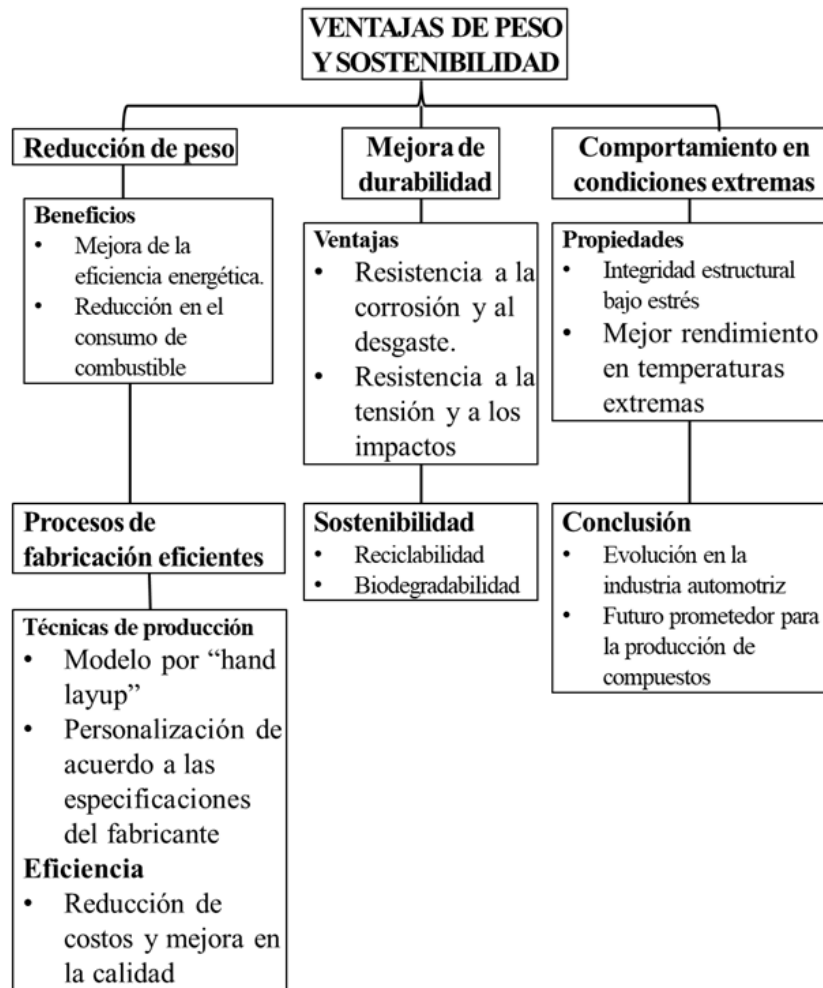 VENTAJAS DE PESO
Y SOSTENIBILIDAD
Reducción de peso
Beneficios
• Mejora de la
eficiencia energética.
• Reducción en el
consumo de
combustible
Procesos de
fabricación eficientes
Técnicas de producción
• Modelo por “hand
layup”
• Personalización de
acuerdo a las
especificaciones
del fabricante
Eficiencia
• Reducción de
costos y mejora en
la calidad
Mejora de
durabilidad
Ventajas
• Resistencia a la
corrosión y al
desgaste.
• Resistencia a la
tensión y a los
impactos
Sostenibilidad
• Reciclabilidad
• Biodegradabilidad
Comportamiento en
condiciones extremas
Propiedades
• Integridad estructural
bajo estrés
• Mejor rendimiento
en temperaturas
extremas
Conclusión
• Evolución en la
industria automotriz
• Futuro prometedor para
la producción de
compuestos